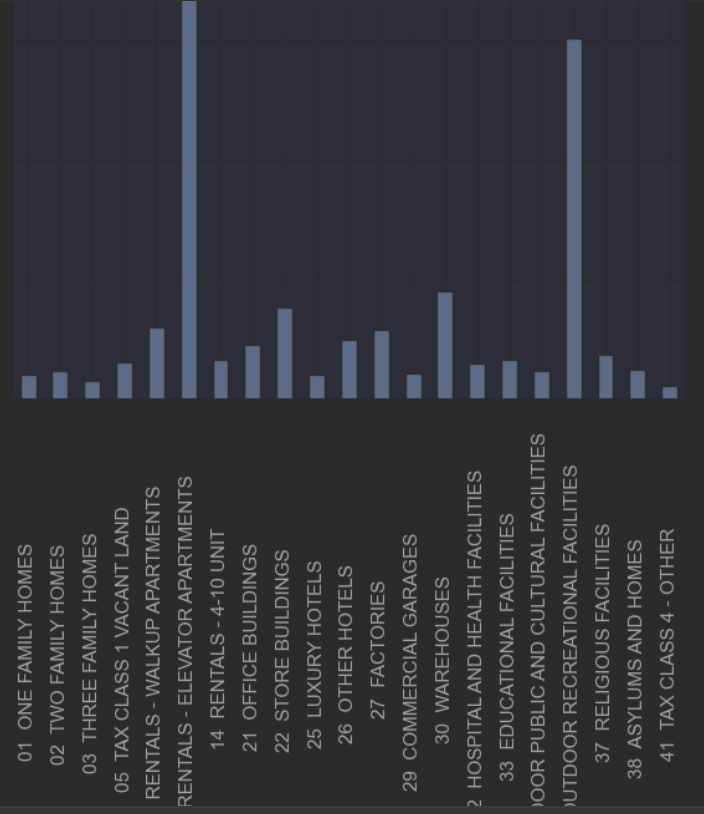 01 ONE FAMILY HOMES
02 TWO FAMILY HOMES
03 THREE FAMILY HOMES
05 TAX CLASS 1 VACANT LAND
RENTALS - WALKUP APARTMENTS
RENTALS - ELEVATOR APARTMENTS
14 RENTALS - 4-10 UNIT
21 OFFICE BUILDINGS
22 STORE BUILDINGS
25 LUXURY HOTELS
26 OTHER HOTELS
27 FACTORIES
29 COMMERCIAL GARAGES
30 WAREHOUSES
2 HOSPITAL AND HEALTH FACILITIES
33 EDUCATIONAL FACILITIES
OOR PUBLIC AND CULTURAL FACILITIES
UTDOOR RECREATIONAL FACILITIES
37 RELIGIOUS FACILITIES
38 ASYLUMS AND HOMES
41 TAX CLASS 4 - OTHER